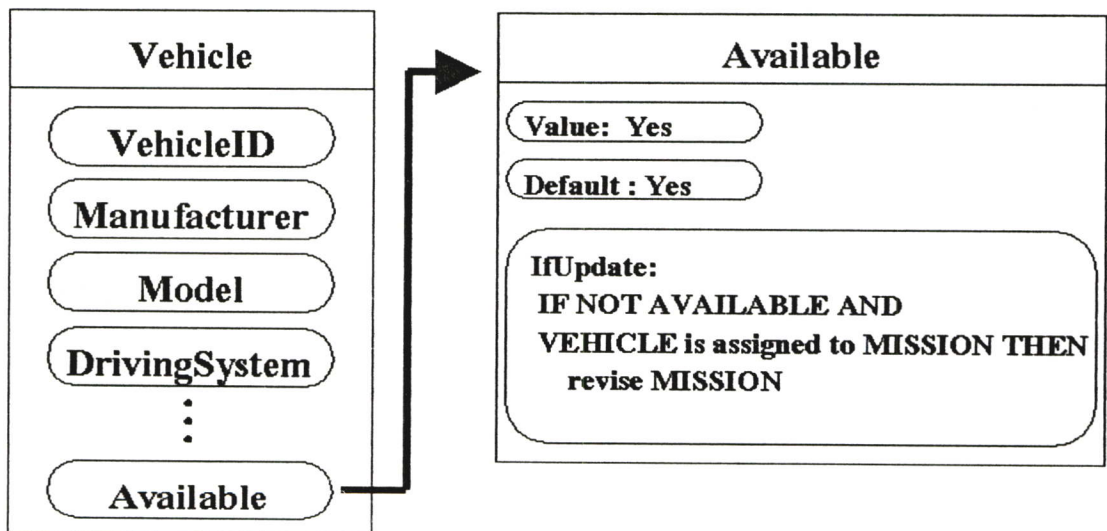 Vehicle
VehicleID
Manufacturer
Model
DrivingSystem
Available
Available
Value: Yes
Default : Yes
IfUpdate:
IF NOT AVAILABLE AND
VEHICLE is assigned to MISSION THEN
revise MISSION